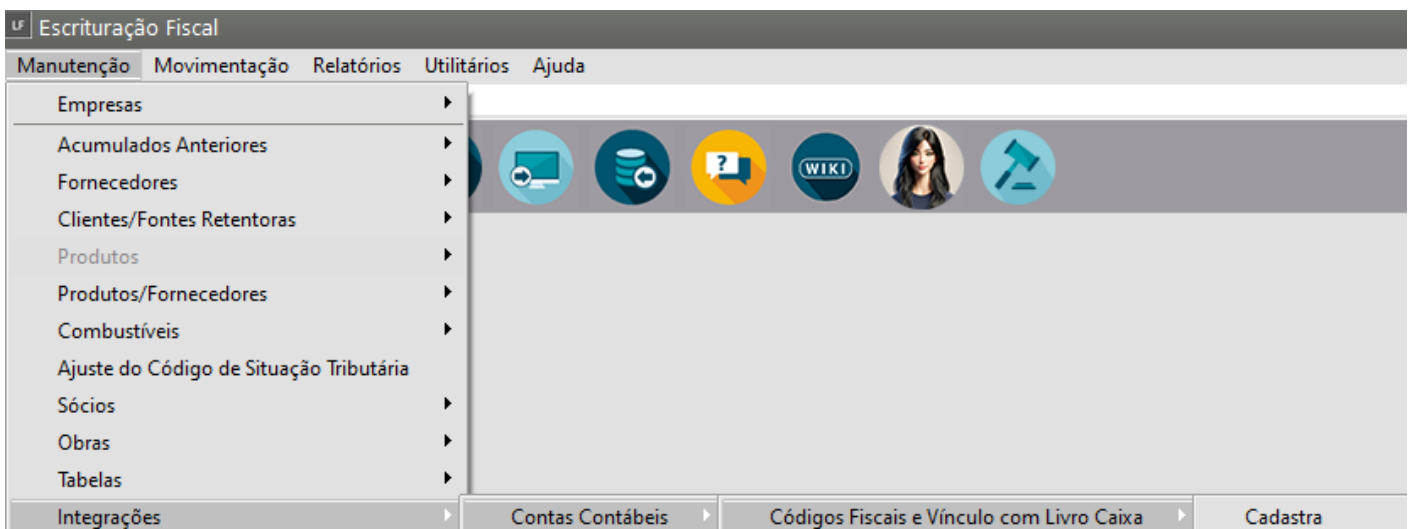 LF Escrituração Fiscal
Manutenção Movimentação Relatórios Utilitários Ajuda
Empresas
Acumulados Anteriores
Fornecedores
? WIKI
Clientes/Fontes Retentoras
Produtos
Produtos/Fornecedores
Combustíveis
Ajuste do Código de Situação Tributária
Sócios
Obras
Tabelas
Integrações Contas Contábeis Códigos Fiscais e Vínculo com Livro Caixa Cadastra